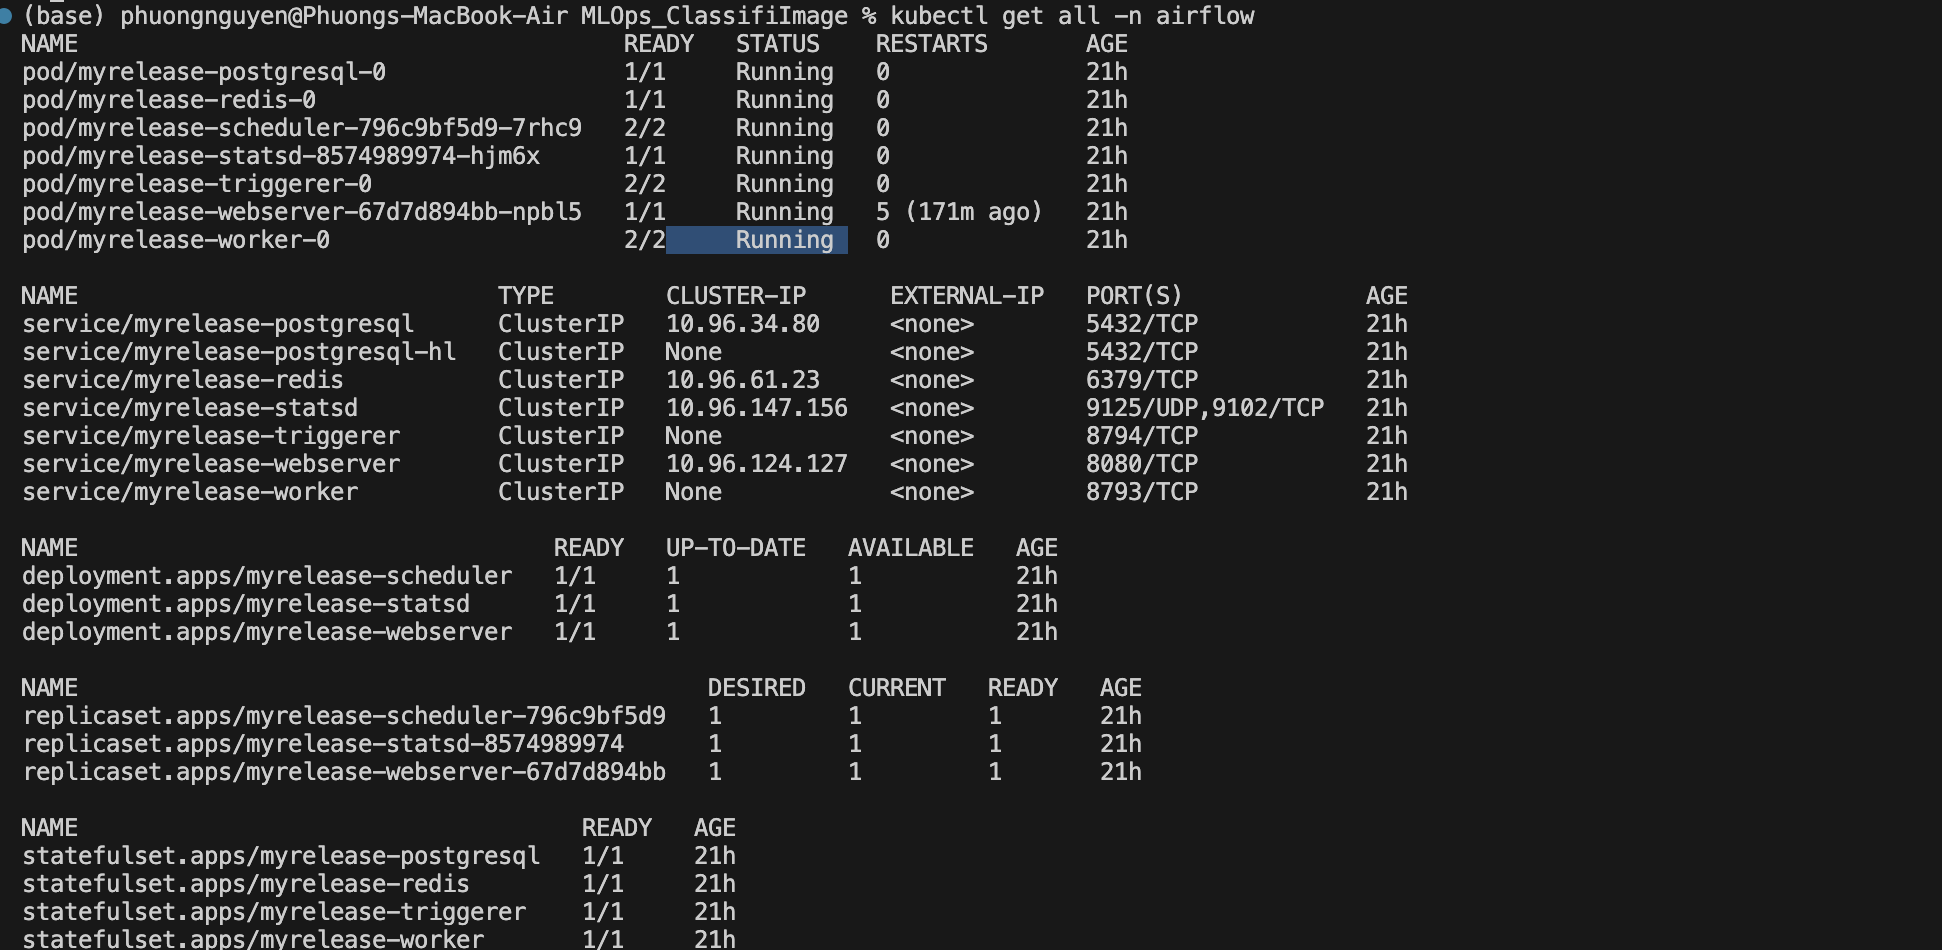 (base) phuongnguyen@Phuongs-MacBook-Air MLOps_ClassifiImage % kubectl get all -n airflow
NAME READY STATUS RESTARTS AGE
pod/myrelease-postgresql-0 1/1 Running 0 21h
pod/myrelease-redis-0 1/1 Running 0 21h
pod/myrelease-scheduler-796c9bf5d9-7rhc9 2/2 Running 0 21h
pod/myrelease-statsd-8574989974-hjm6x 1/1 Running 0 21h
pod/myrelease-triggerer-0 2/2 Running 0 21h
pod/myrelease-webserver-67d7d894bb-npbl5 1/1 Running 5 (171m ago) 21h
pod/myrelease-worker-0 2/2 Running 0 21h
NAME TYPE CLUSTER-IP EXTERNAL-IP PORT(S) AGE
service/myrelease-postgresql ClusterIP 10.96.34.80 <none> 5432/TCP 21h
service/myrelease-postgresql-hl ClusterIP None <none> 5432/TCP 21h
service/myrelease-redis ClusterIP 10.96.61.23 <none> 6379/TCP 21h
service/myrelease-statsd ClusterIP 10.96.147.156 <none> 9125/UDP,9102/TCP 21h
service/myrelease-triggerer ClusterIP None <none> 8794/TCP 21h
service/myrelease-webserver ClusterIP 10.96.124.127 <none> 8080/TCP 21h
service/myrelease-worker ClusterIP None <none> 8793/TCP 21h
NAME READY UP-TO-DATE AVAILABLE AGE
deployment.apps/myrelease-scheduler 1/1 1 1 21h
deployment.apps/myrelease-statsd 1/1 1 1 21h
deployment.apps/myrelease-webserver 1/1 1 1 21h
NAME DESIRED CURRENT READY AGE
replicaset.apps/myrelease-scheduler-796c9bf5d9 1 1 1 21h
replicaset.apps/myrelease-statsd-8574989974 1 1 1 21h
replicaset.apps/myrelease-webserver-67d7d894bb 1 1 1 21h
NAME READY AGE
statefulset.apps/myrelease-postgresql 1/1 21h
statefulset.apps/myrelease-redis 1/1 21h
statefulset.apps/myrelease-triggerer 1/1 21h
statefulset.apps/myrelease-worker 1/1 21h